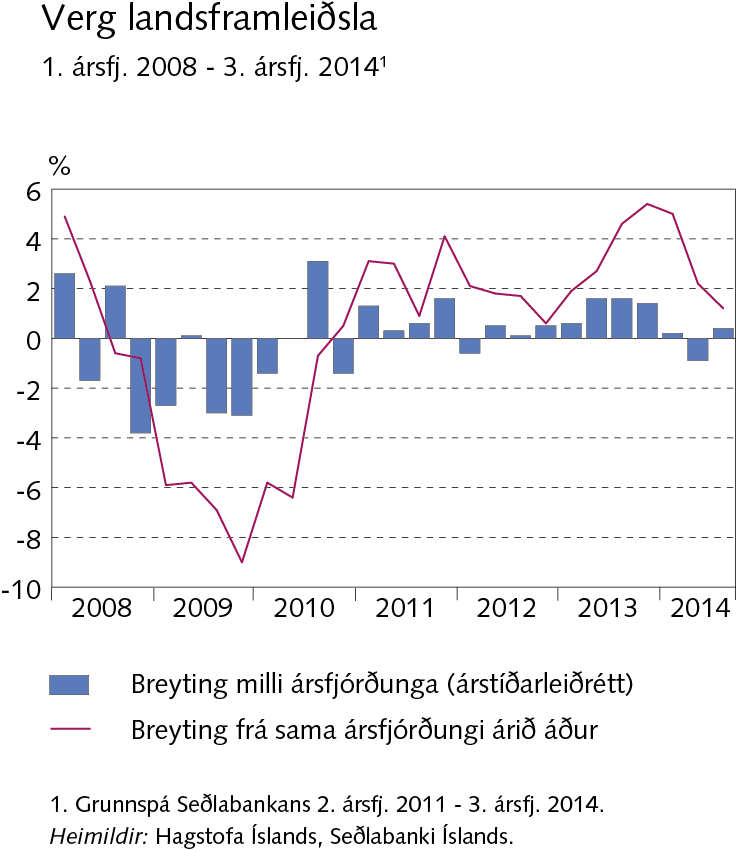 Verg landsframleiðsla
1. ársfj. 2008 - 3. ársfj. 2014¹
%
6
4
2
0
-2
-4
-6
-8
-10
2008 2009 2010 2011 2012 2013 2014
Breyting milli ársfjórðunga (árstíðarleiðrétt)
Breyting frá sama ársfjórðungi árið áður
1. Grunnspá Seðlabankans 2. ársfj. 2011 - 3. ársfj. 2014.
Heimildir: Hagstofa Íslands, Seðlabanki Íslands.